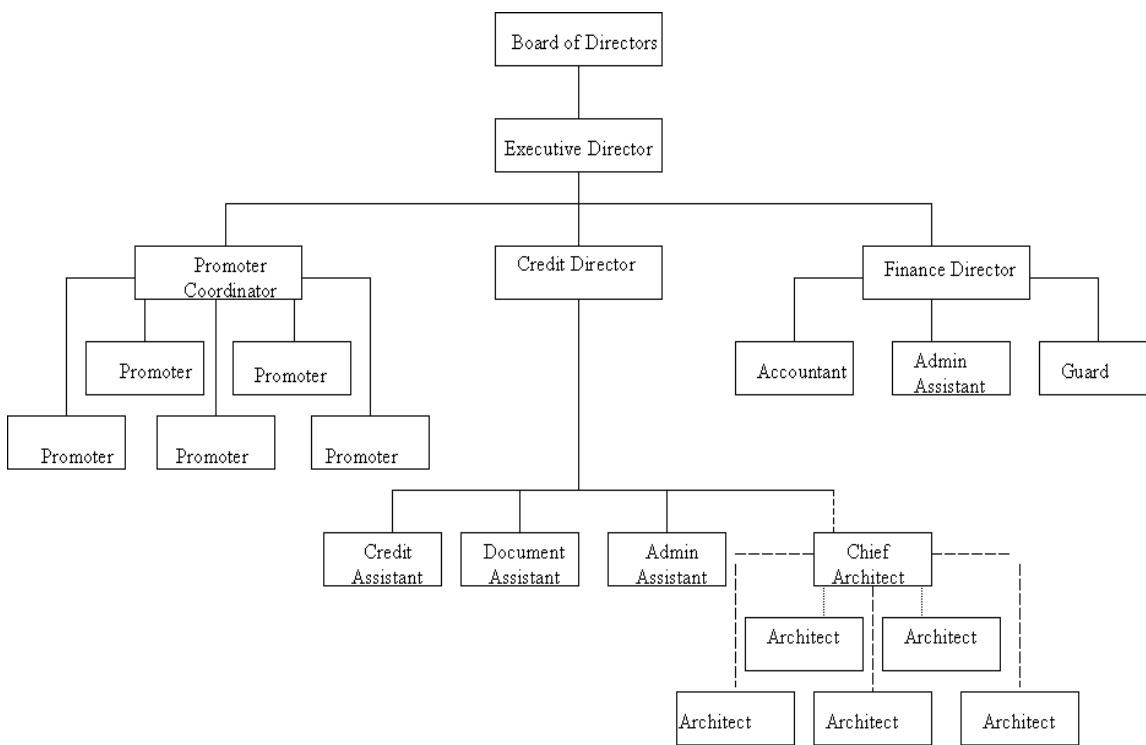 Board of Directors
Executive Director
Promoter
Coordinator
Credit Director
Finance Director
Promoter
Promoter
Accountant
Admin
Assistant
Guard
Promoter
Promoter
Promoter
Credit
Assistant
Document
Assistant
Admin
Assistant
Chief
Architect
Architect
Architect
Architect
Architect
Architect